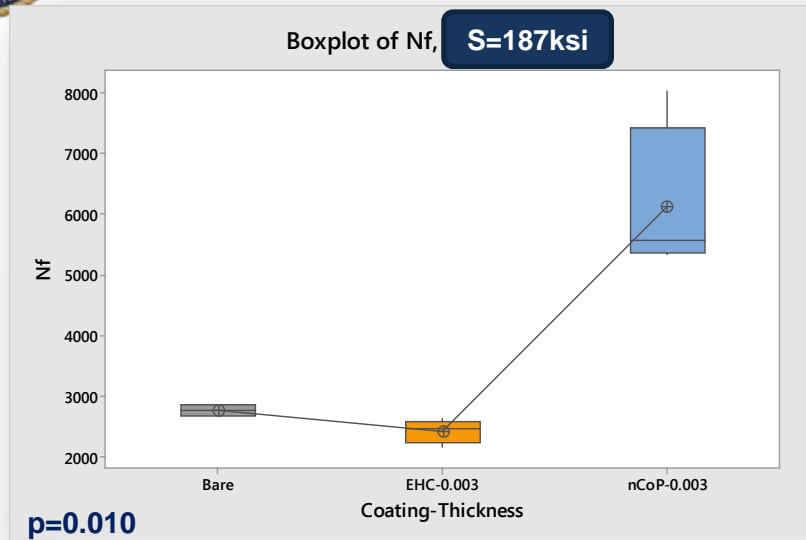 Boxplot of Nf, S=187ksi
8000
7000
6000
5000
4000
3000
2000
Nf
Bare EHC-0.003 nCoP-0.003
Coating-Thickness
p=0.010